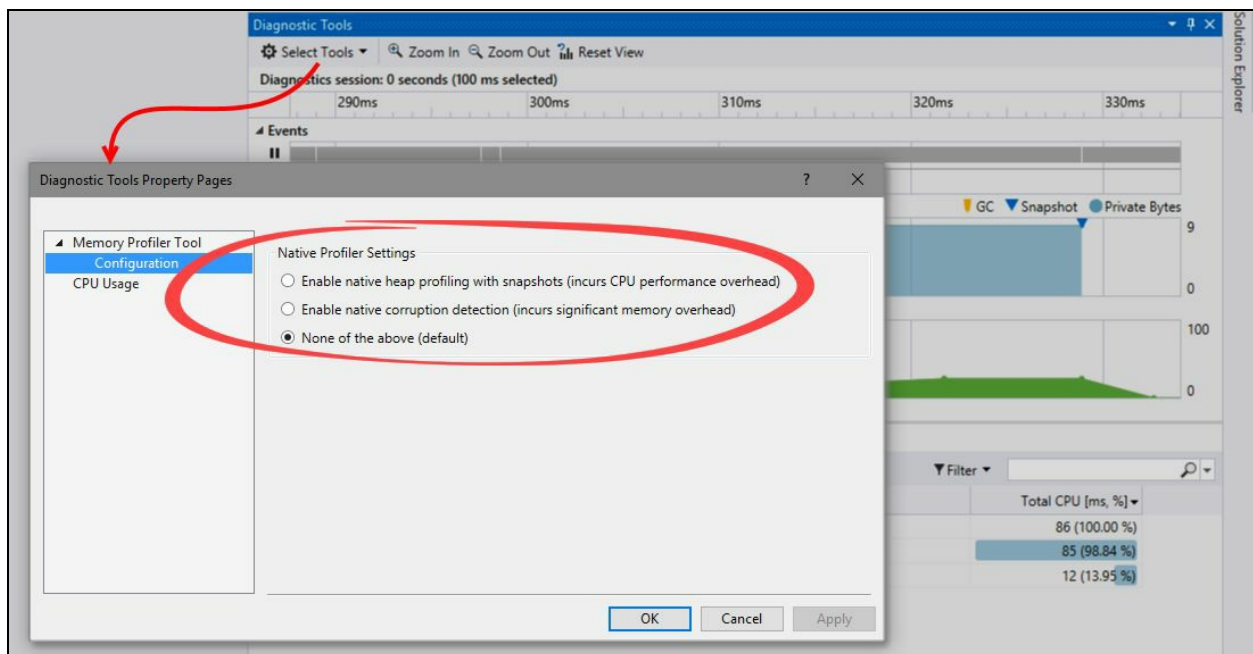 Diagnostic Tools
Select Tools Zoom In Zoom Out Reset View
Diagnostics session: 0 seconds (100 ms selected)
290ms 300ms 310ms 320ms 330ms
Events
Solution Explorer
Diagnostic Tools Property Pages ?
GC Snapshot Private Bytes
9
0
100
0
Memory Profiler Tool
Configuration
CPU Usage
Native Profiler Settings
Enable native heap profiling with snapshots (incurs CPU performance overhead)
Enable native corruption detection (incurs significant memory overhead)
None of the above (default)
Filter
Total CPU [ms, %]
86 (100.00 %)
85 (98.84 %)
12 (13.95 %)
OK Cancel Apply